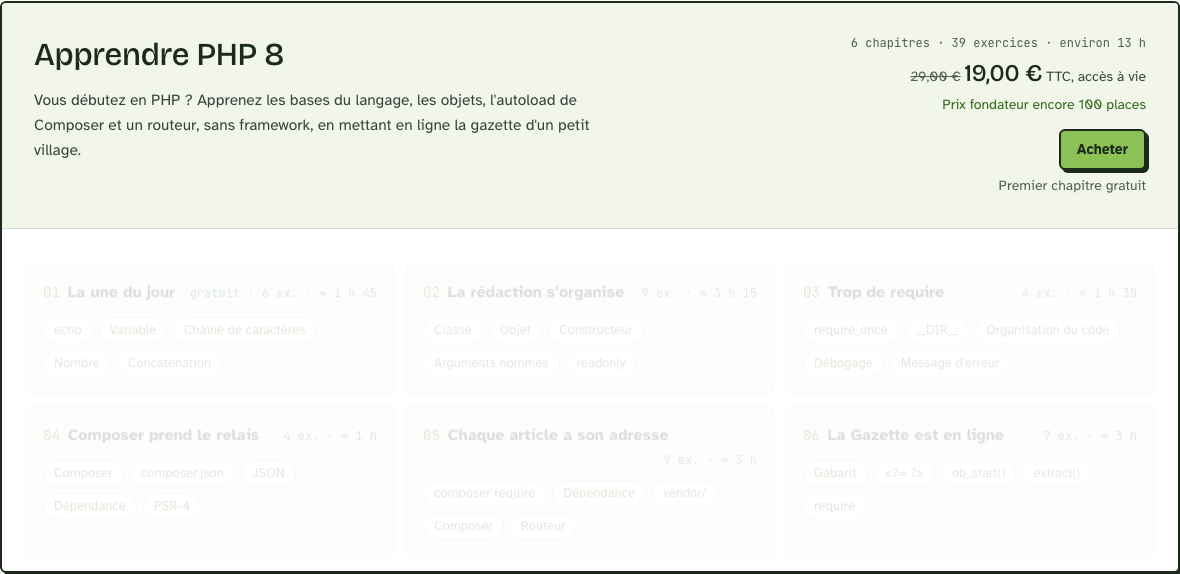 Apprendre PHP 8
Vous débutez en PHP ? Apprenez les bases du langage, les objets, l'autoload de
Composer et un routeur, sans framework, en mettant en ligne la gazette d'un petit
village.
6 chapitres · 39 exercices · environ 13 h
29,00 € 19,00 € TTC, accès à vie
Prix fondateur encore 100 places
Acheter
Premier chapitre gratuit
01 La une du jour gratuit · 6 ex. · ≈ 1 h 45
echo Variable Chaîne de caractères
Nombre Concaténation
02 La rédaction s'organise 9 ex. · ≈ 3 h 15
Classe Objet Constructeur
Arguments nommés readonly
03 Trop de require 4 ex. · ≈ 1 h 30
require_once __DIR__ Organisation du code
Débogage Message d'erreur
04 Composer prend le relais 4 ex. · ≈ 1 h
Composer composer.json JSON
Dépendance PSR-4
05 Chaque article a son adresse
9 ex. · ≈ 3 h
composer require Dépendance vendor/
Composer Routeur
06 La Gazette est en ligne 7 ex. · ≈ 3 h
Gabarit <?= ?> ob_start() extract()
require